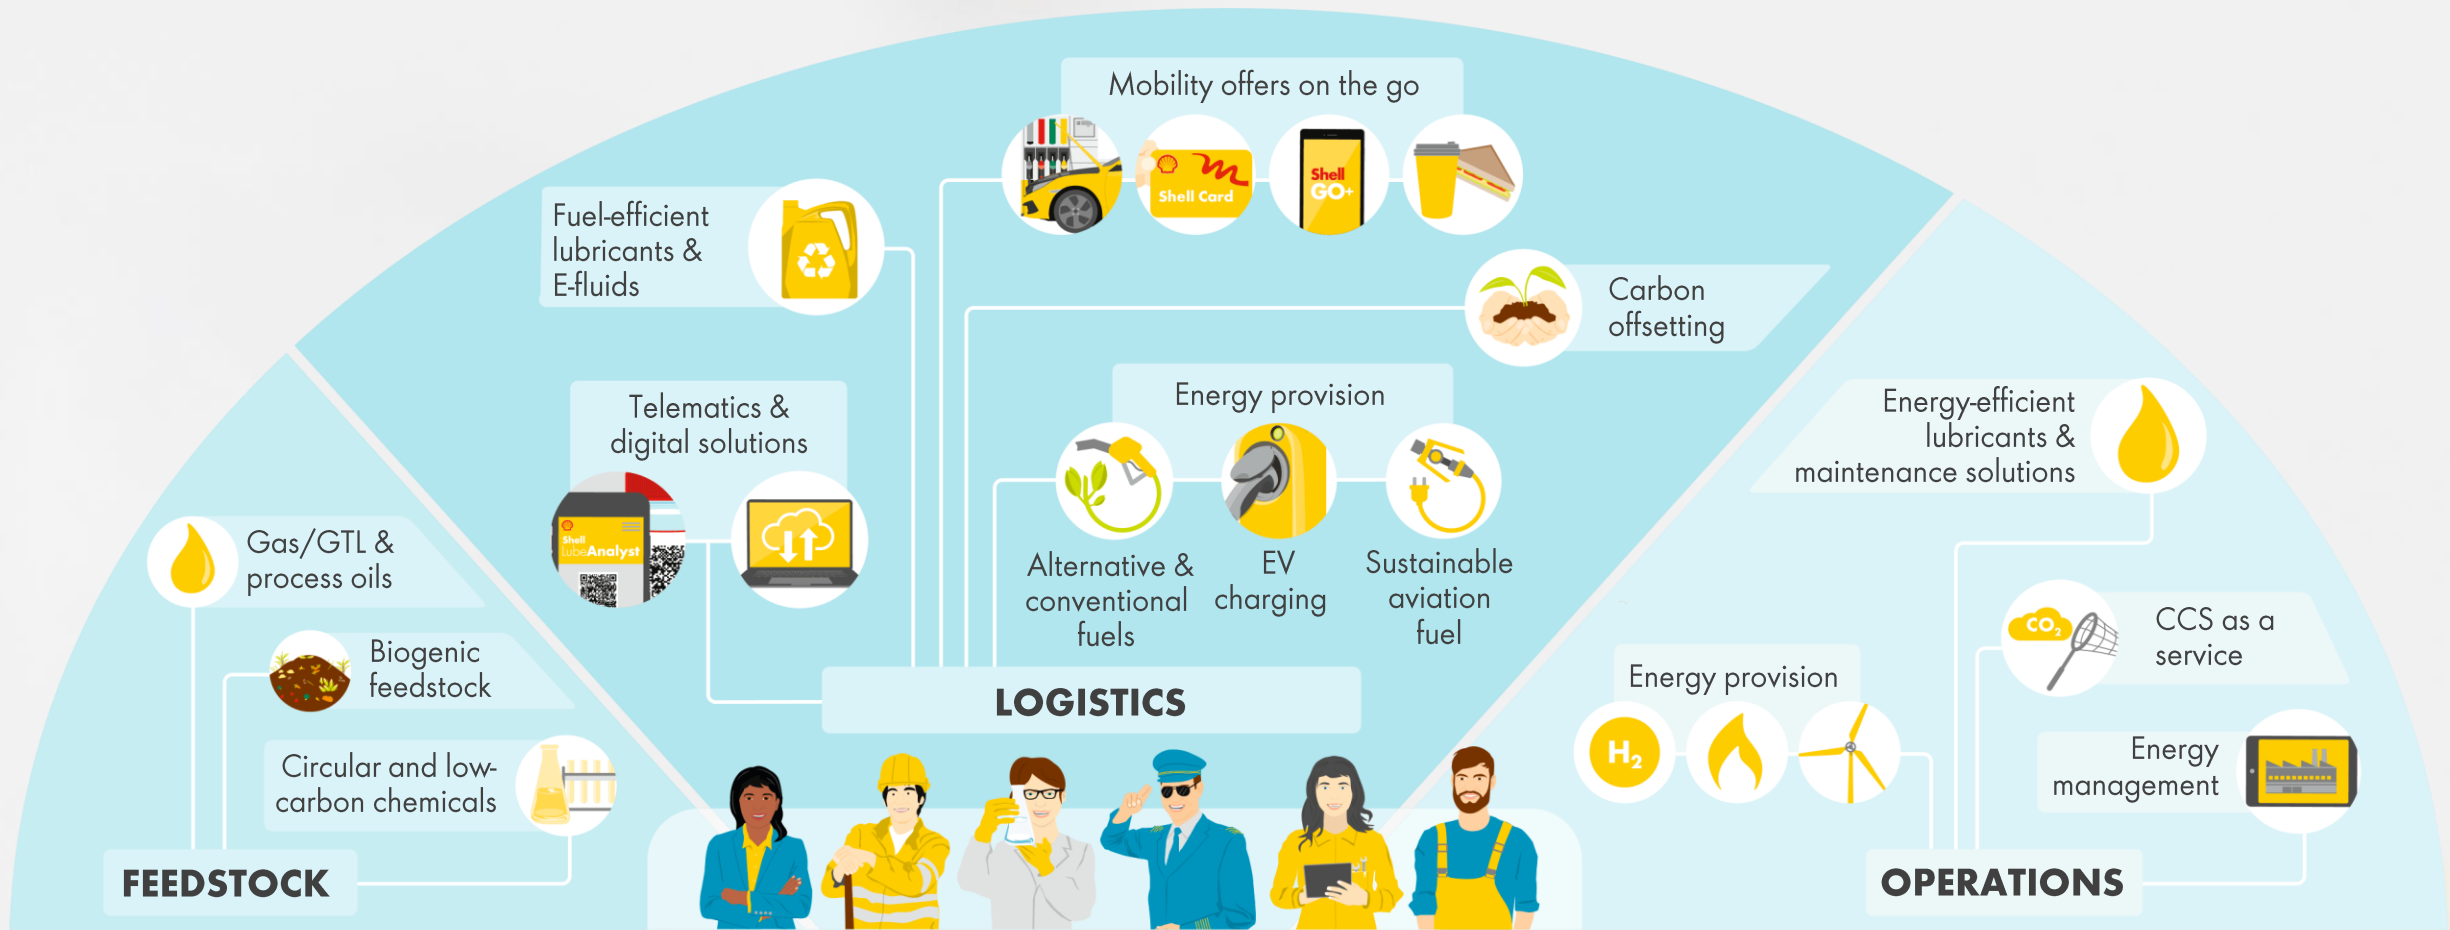 Mobility offers on the go
Shell Card
Shell
GO+
Fuel-efficient
lubricants &
E-fluids
Carbon
offsetting
Telematics &
digital solutions
Shell
LubeAnalyst
Energy provision
Alternative &
conventional
fuels
EV
charging
Sustainable
aviation
fuel
LOGISTICS
Gas/GTL &
process oils
Biogenic
feedstock
Circular and low-
carbon chemicals
FEEDSTOCK
Energy-efficient
lubricants &
maintenance solutions
CO₂
CCS as a
service
Energy provision
H₂
Energy
management
OPERATIONS